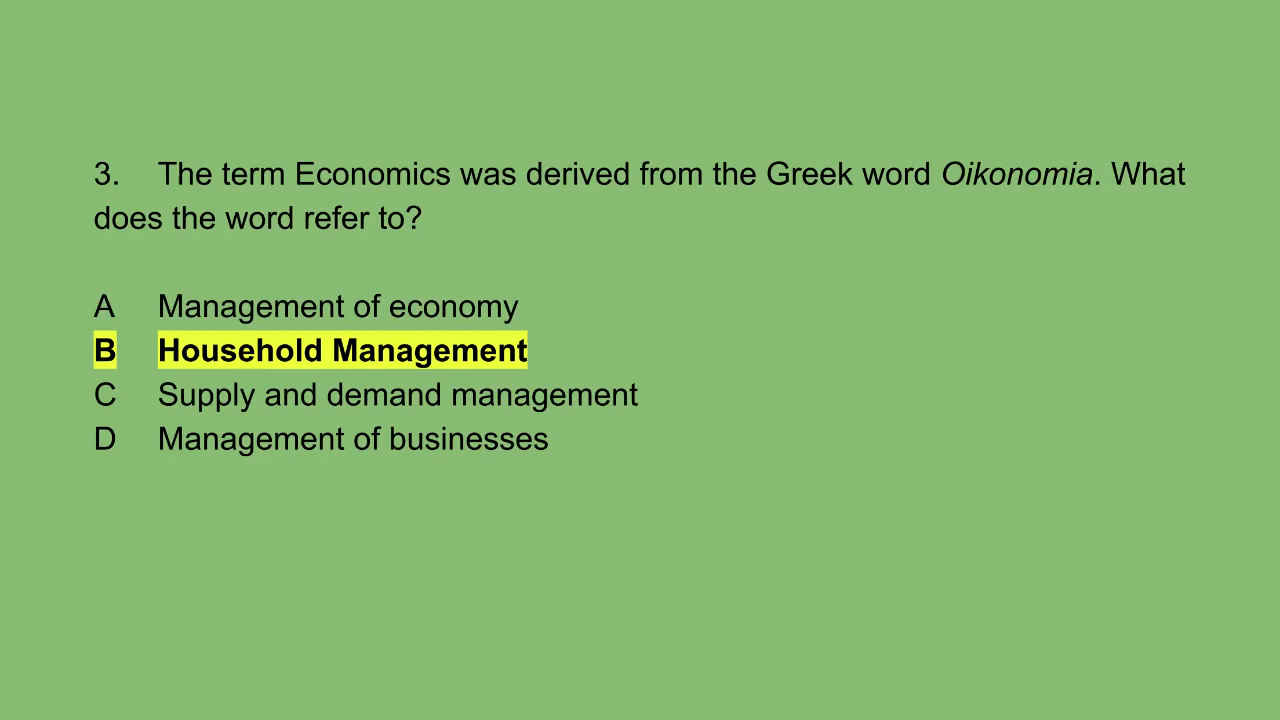 3. The term Economics was derived from the Greek word Oikonomia. What
does the word refer to?
A Management of economy
B Household Management
C Supply and demand management
D Management of businesses